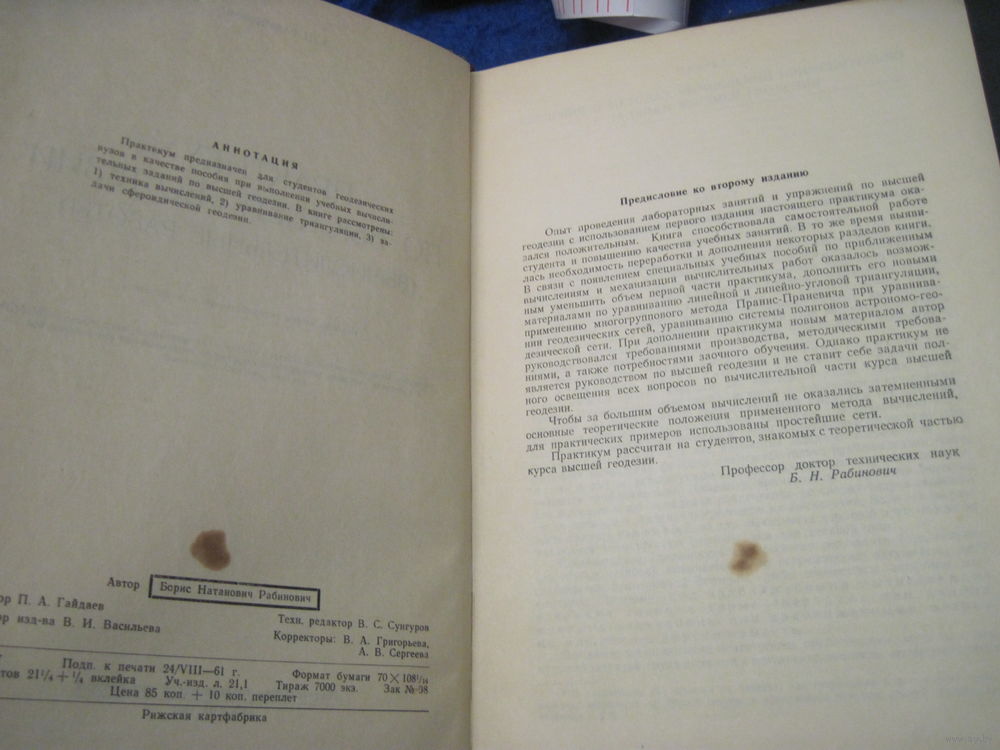 АННОТАЦИЯ
Практекум предназначен для студентов геодезических
вузов в качестве пособия при выполнении учебных вычисли-
тельных заданий по высшей геодезии. В книге рассмотрены:
1) техника вычислений, 2) уравнивание триангуляции, 3) за-
дачи сфероидической геодезии.
Автор Борис Натанович Рабинович
ор П. А. Гайдаев
Техн. редактор В. С. Сунгуров
ор изд-ва В. И. Васильева
Корректоры: В. А. Григорьева,
А. В. Сергеева
Подп. к печати 24/VIII—61 г. Формат бумаги 70×108 1/16
тов 21 1/4 + 1/4 вклейка Уч.-изд. л. 21,1 Тираж 7000 экз. Зак № 98
Цена 85 коп. + 10 коп. переплет
Рижская картфабрика
Предисловие ко второму изданию
Опыт проведения лабораторных занятий и упражнений по высшей
геодезии с использованием первого издания настоящего практикума ока-
зался положительным. Книга способствовала самостоятельной работе
студента и повышению качества учебных занятий. В то же время выяви-
лась необходимость переработки и дополнения некоторых разделов книги.
В связи с появлением специальных учебных пособий по приближенным
вычислениям и механизации вычислительных работ оказалось возмож-
ным уменьшить объем первой части практикума, дополнить его новыми
материалами по уравниванию линейной и линейно-угловой триангуляции,
применению многогруппового метода Пранис-Праневича при уравнива-
нии геодезических сетей, уравниванию системы полигонов астрономо-гео-
дезической сети. При дополнении практикума новым материалом автор
руководствовался требованиями производства, методическими требова-
ниями, а также потребностями заочного обучения. Однако практикум не
является руководством по высшей геодезии и не ставит себе задачи пол-
ного освещения всех вопросов по вычислительной части курса высшей
геодезии.
Чтобы за большим объемом вычислений не оказались затемненными
основные теоретические положения примененного метода вычислений,
для практических примеров использованы простейшие сети.
Практикум рассчитан на студентов, знакомых с теоретической частью
курса высшей геодезии.
Профессор доктор технических наук
Б. Н. Рабинович